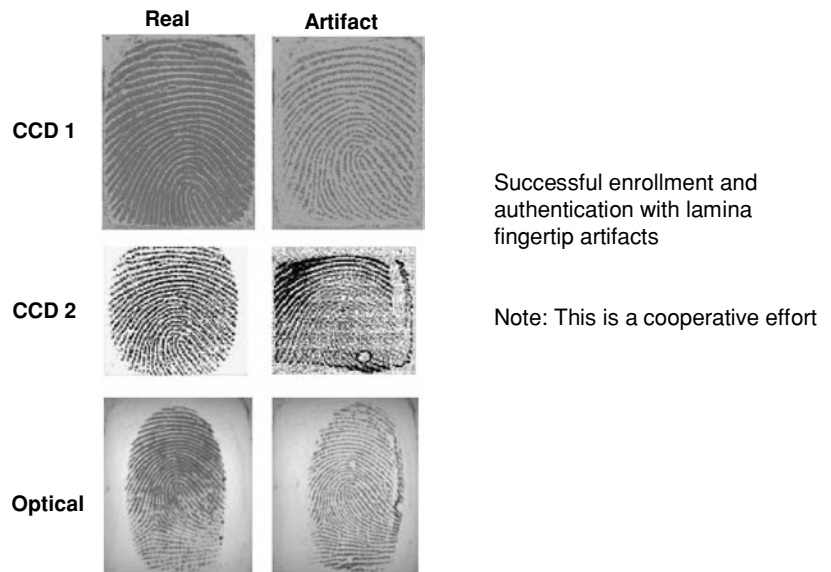 Real
Artifact
CCD 1
Successful enrollment and
authentication with lamina
fingertip artifacts
CCD 2
Note: This is a cooperative effort
Optical